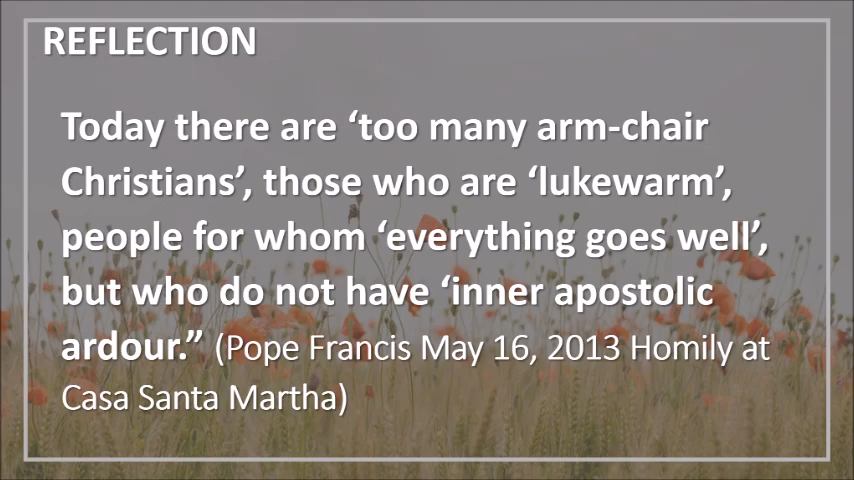 REFLECTION
Today there are ‘too many arm-chair
Christians’, those who are ‘lukewarm’,
people for whom ‘everything goes well’,
but who do not have ‘inner apostolic
ardour.” (Pope Francis May 16, 2013 Homily at
Casa Santa Martha)